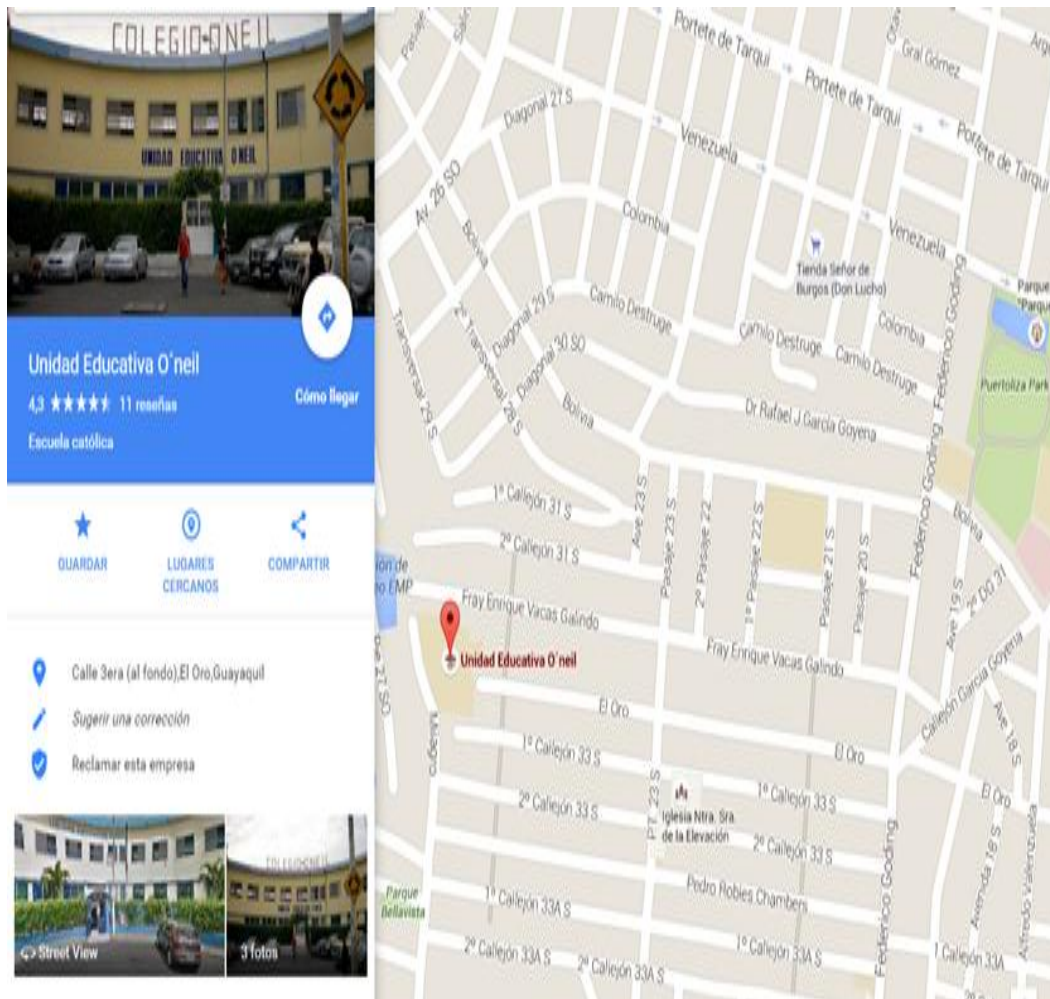 COLEGIO-ONEIL
UNIDAD EDUCATIVA O NEIL
Unidad Educativa O´neil
4,3 ★★★★★ 11 reseñas
Cómo llegar
Escuela católica
GUARDAR
LUGARES
CERCANOS
COMPARTIR
Calle 3era (al fondo),El Oro,Guayaquil
Sugerir una corrección
Reclamar esta empresa
Street View
3 fotos
Portete de Tarqui
Portete de Tarqui
Portete de Tarqui
Gral Gómez
Diagonal 27 S
Venezuela
Venezuela
Av. 26 SO
Bolivia
Colombia
Tienda Señor de
Burgos (Don Lucho)
Parque
Camilo Destruge
Camilo Destruge
Camilo Destruge
Colombia
Federico Goding
Puertoliza Park
Transversal 29 S
2ª Transversal 28 S
Diagonal 29 S
Diagonal 30 SO
Bolivia
Dr. Rafael J García Goyena
Federico Goding
Bolivia
1º Callejón 31 S
2º Callejón 31 S
Ave 23 S
Pasaje 23 S
2º Pasaje 22
1º Pasaje 22 S
Pasaje 21 S
Pasaje 20 S
Ave 19 S
2º DG 31
Fray Enrique Vacas Galindo
Fray Enrique Vacas Galindo
Unidad Educativa O´neil
Callejón García Goyena
Ave 18 S
El Oro
El Oro
El Oro
Milagro
1º Callejón 33 S
1º Callejón 33 S
2º Callejón 33 S
2º Callejón 33 S
PT 23 S
Iglesia Ntra. Sra.
de la Elevación
Pedro Robles Chambers
Parque
Bellavista
1º Callejón 33A S
1º Callejón 33A S
2º Callejón 33A S
2º Callejón 33A S
Federico Goding
Avenida 18 S
Alfredo Valenzuela
1 Callejón 33A